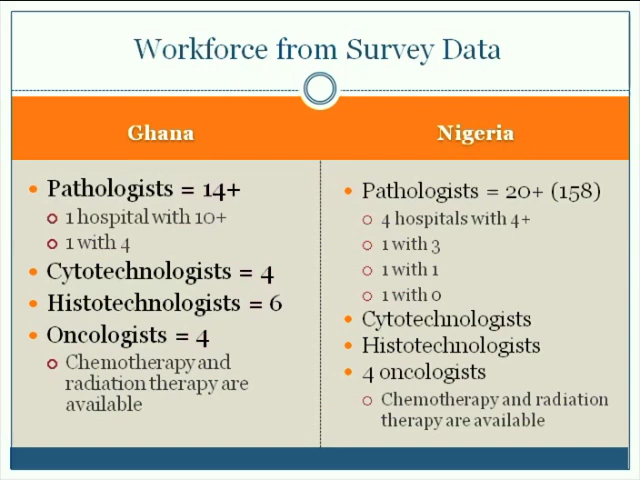 Workforce from Survey Data
Ghana
Pathologists = 14+
1 hospital with 10+
1 with 4
Cytotechnologists = 4
Histotechnologists = 6
Oncologists = 4
Chemotherapy and
radiation therapy are
available
Nigeria
Pathologists = 20+ (158)
4 hospitals with 4+
1 with 3
1 with 1
1 with 0
Cytotechnologists
Histotechnologists
4 oncologists
Chemotherapy and radiation
therapy are available